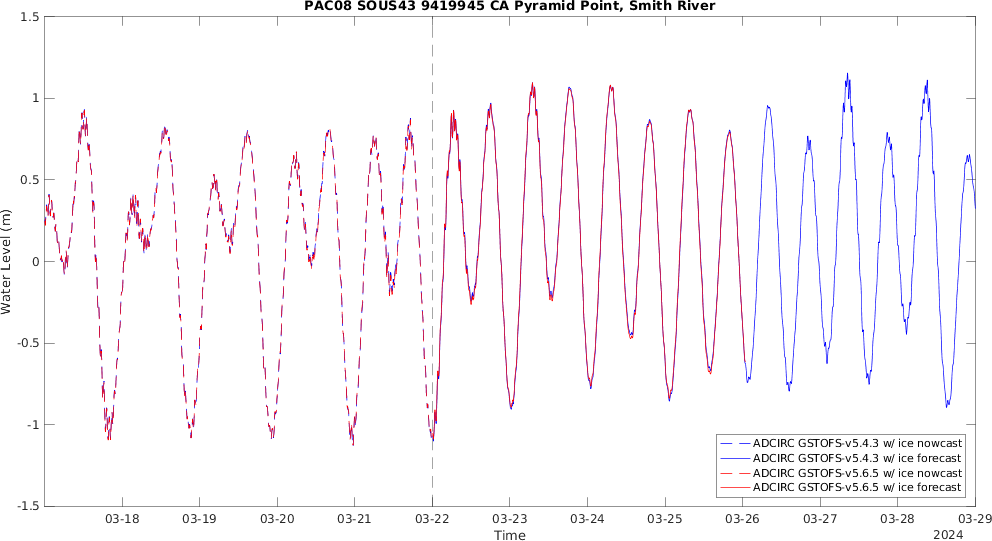 PAC08 SOUS43 9419945 CA Pyramid Point, Smith River
1.5
1
0.5
0
-0.5
-1
-1.5
Water Level (m)
ADCIRC GSTOFS-v5.4.3 w/ ice nowcast
ADCIRC GSTOFS-v5.4.3 w/ ice forecast
ADCIRC GSTOFS-v5.6.5 w/ ice nowcast
ADCIRC GSTOFS-v5.6.5 w/ ice forecast
03-18 03-19 03-20 03-21 03-22 03-23 03-24 03-25 03-26 03-27 03-28 03-29
Time
2024